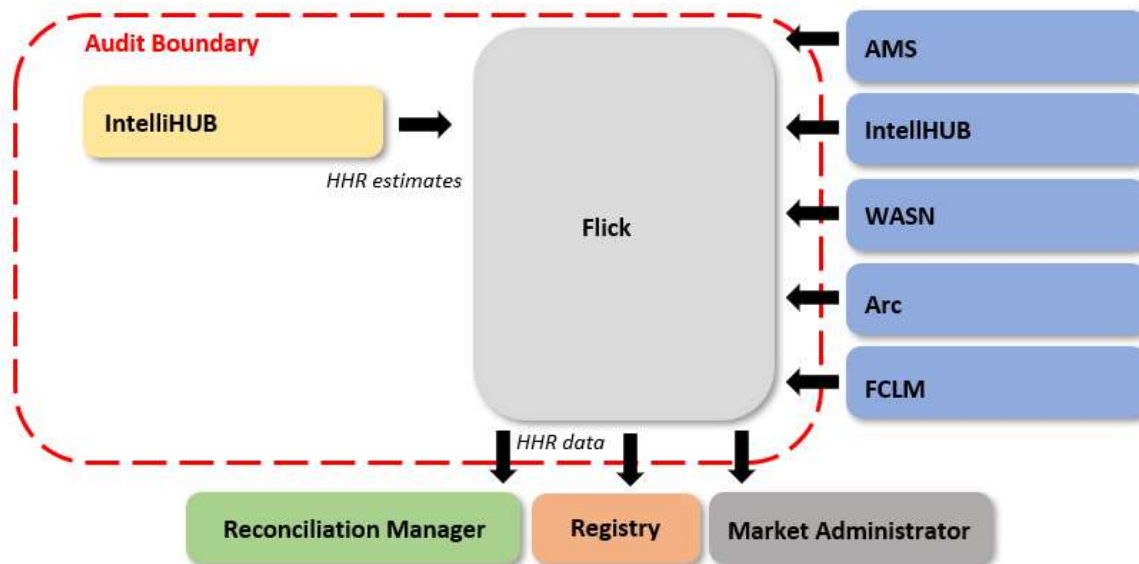 Audit Boundary
IntelliHUB
HHR estimates
Flick
AMS
IntellHUB
WASN
Arc
FCLM
HHR data
Reconciliation Manager
Registry
Market Administrator